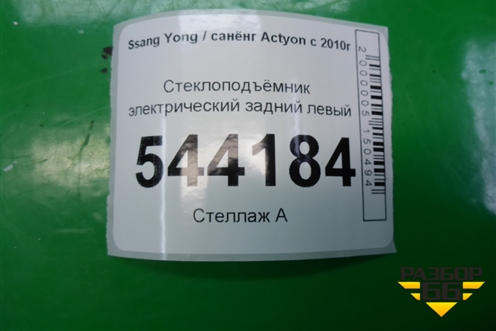 Ssang Yong / санёнг Actyon с 2010г
Стеклоподъёмник
электрический задний левый
544184
Стеллаж А
2000005150494
РАЗБОР
66